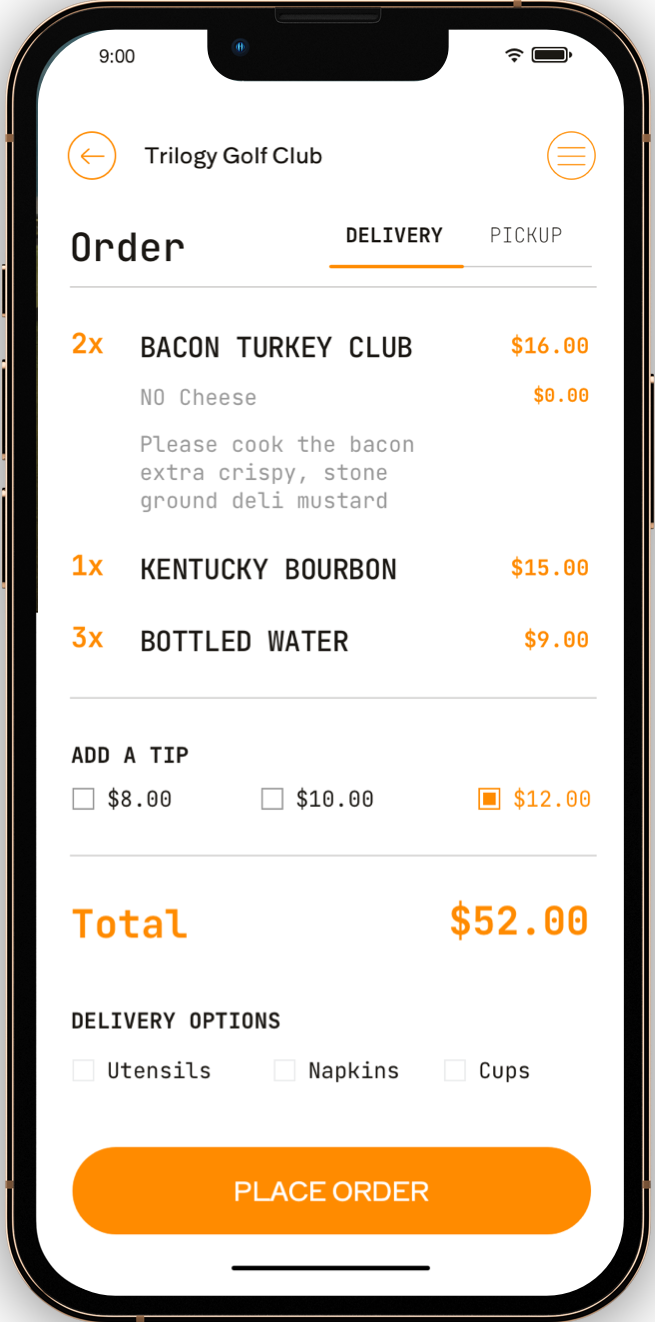 9:00
Trilogy Golf Club
Order
DELIVERY PICKUP
2x BACON TURKEY CLUB $16.00
NO Cheese $0.00
Please cook the bacon
extra crispy, stone
ground deli mustard
1x KENTUCKY BOURBON $15.00
3x BOTTLED WATER $9.00
ADD A TIP
$8.00 $10.00 $12.00
Total $52.00
DELIVERY OPTIONS
Utensils Napkins Cups
PLACE ORDER